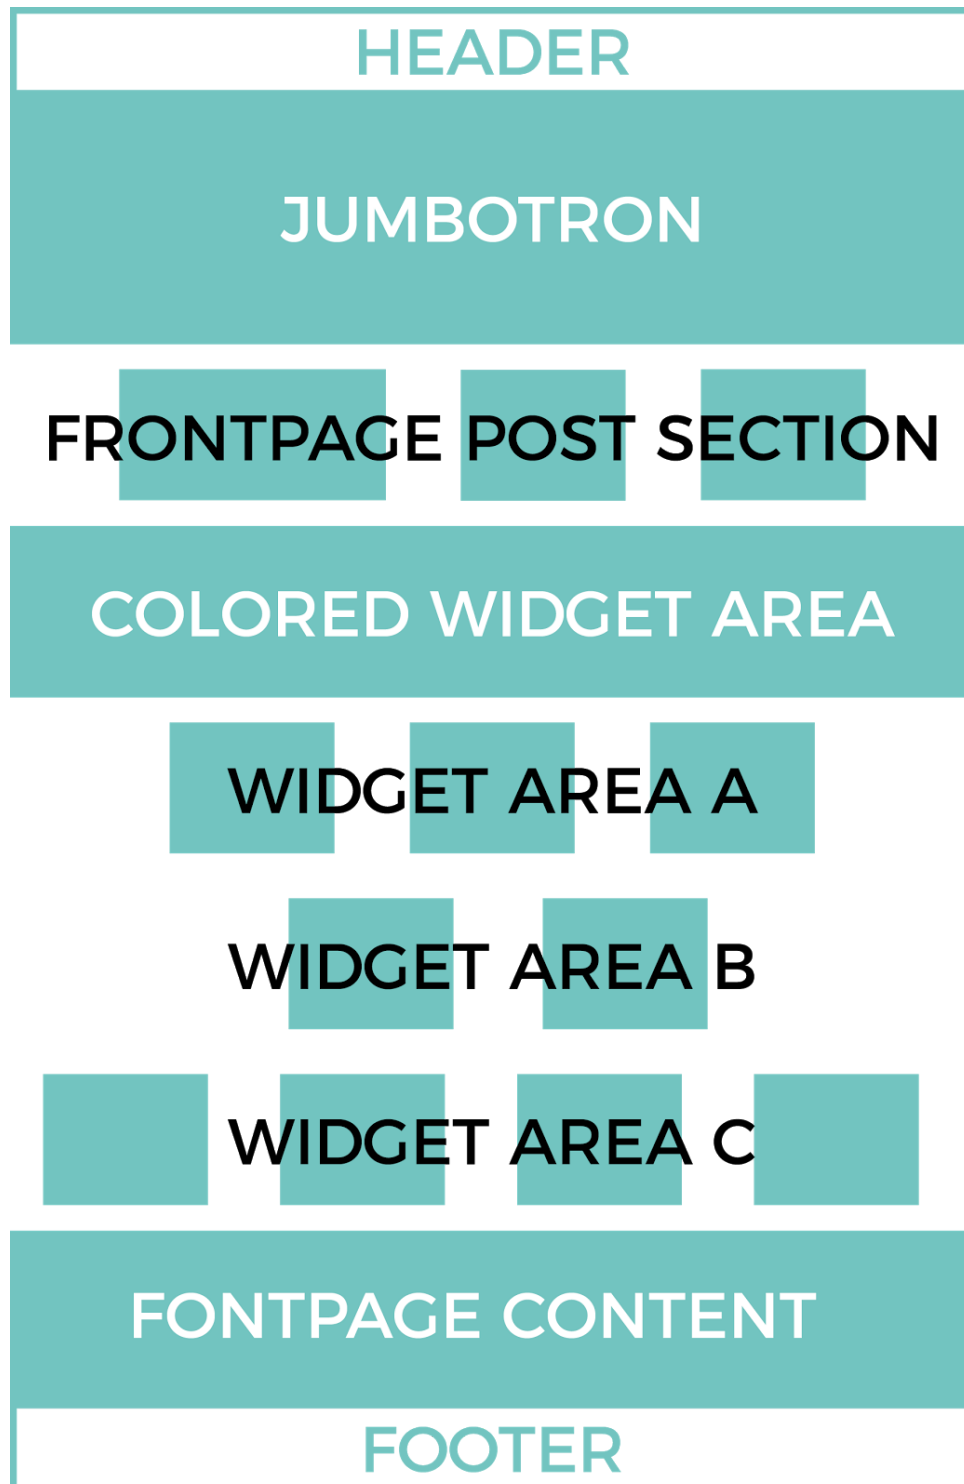 HEADER
JUMBOTRON
FRONTPAGE POST SECTION
COLORED WIDGET AREA
WIDGET AREA A
WIDGET AREA B
WIDGET AREA C
FONTPAGE CONTENT
FOOTER